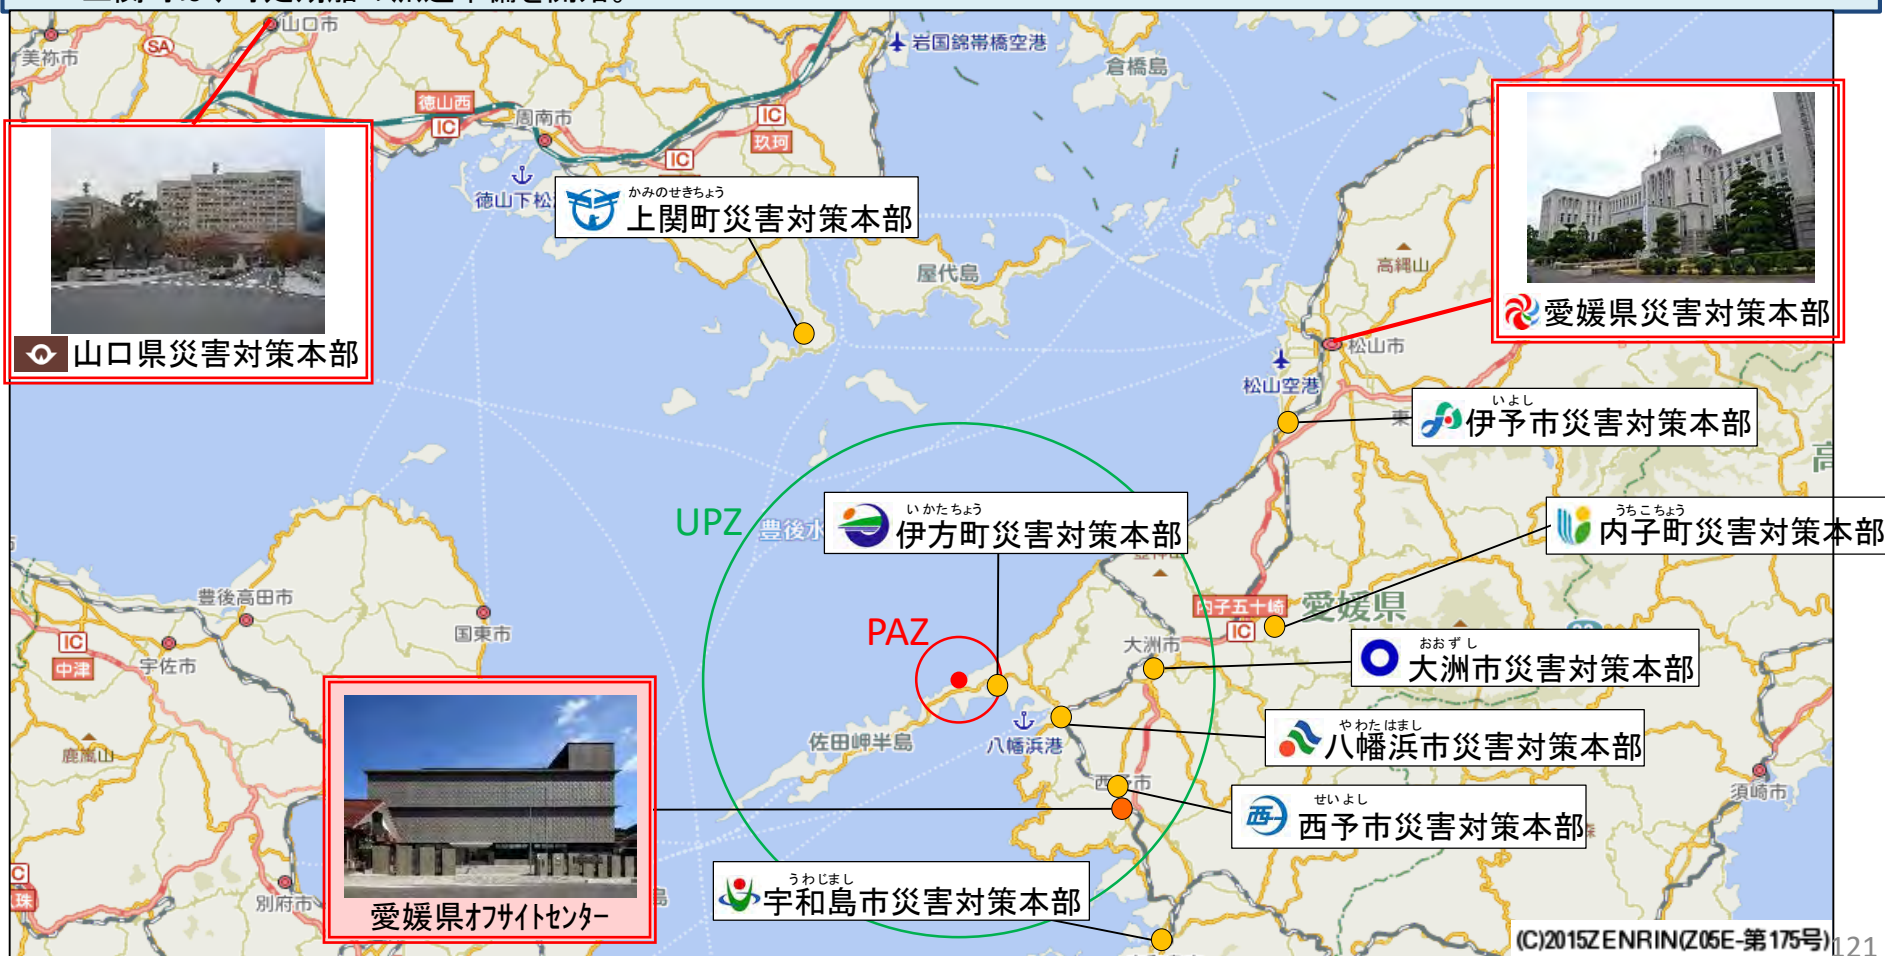 山口市
美祢市
SA
岩国錦帯橋空港
倉橋島
徳山西
IC
周南市
IC
玖珂
IC
徳山下松
かみのせきちょう
上関町災害対策本部
屋代島
高縄山
山口県災害対策本部
愛媛県災害対策本部
松山市
松山空港
いよし
伊予市災害対策本部
東
高
UPZ
豊後水
いかたちょう
伊方町災害対策本部
うちこちょう
内子町災害対策本部
豊後高田市
国東市
IC
中津
宇佐市
PAZ
内子五十崎
IC
愛媛県
大洲市
おおずし
大洲市災害対策本部
鹿嵐山
佐田岬半島
八幡浜港
やわたはまし
八幡浜市災害対策本部
西予市
せいよし
西予市災害対策本部
須崎市
うわじまし
宇和島市災害対策本部
別府市
島
愛媛県オフサイトセンター
(C)2015ZENRIN(Z05E-第175号)
121